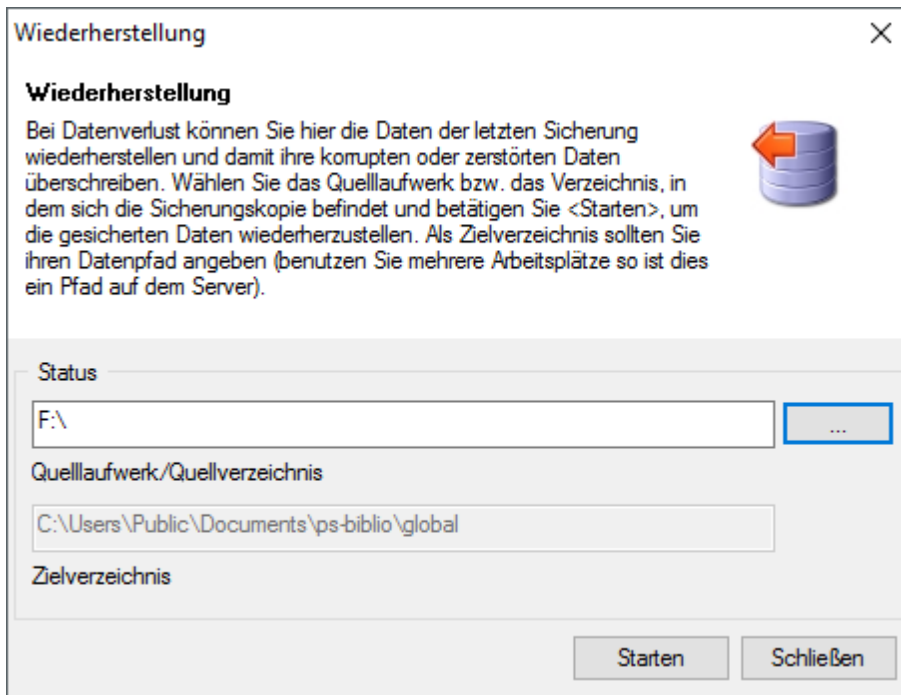 Wiederherstellung
Wiederherstellung
Bei Datenverlust können Sie hier die Daten der letzten Sicherung
wiederherstellen und damit ihre korrupten oder zerstörten Daten
überschreiben. Wählen Sie das Quelllaufwerk bzw. das Verzeichnis, in
dem sich die Sicherungskopie befindet und betätigen Sie <Starten>, um
die gesicherten Daten wiederherzustellen. Als Zielverzeichnis sollten Sie
ihren Datenpfad angeben (benutzen Sie mehrere Arbeitsplätze so ist dies
ein Pfad auf dem Server).
Status
F:\
...
Quelllaufwerk/Quellverzeichnis
C:\Users\Public\Documents\ps-biblio\global
Zielverzeichnis
Starten
Schließen